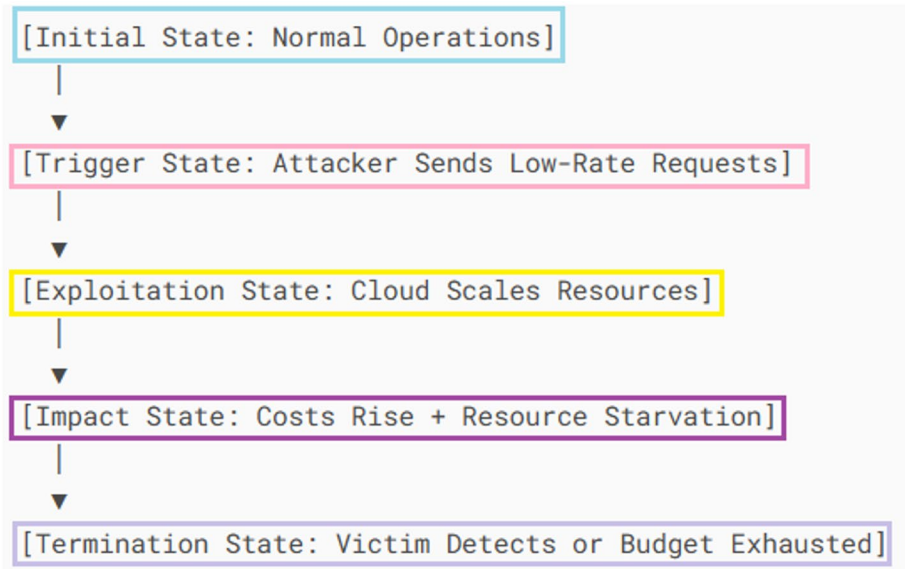 [Initial State: Normal Operations]
|
▼
[Trigger State: Attacker Sends Low-Rate Requests]
|
▼
[Exploitation State: Cloud Scales Resources]
|
▼
[Impact State: Costs Rise + Resource Starvation]
|
▼
[Termination State: Victim Detects or Budget Exhausted]